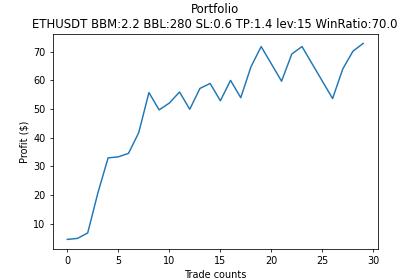 Portfolio
ETHUSDT BBM:2.2 BBL:280 SL:0.6 TP:1.4 lev:15 WinRatio:70.0
Profit ($)
70
60
50
40
30
20
10
0 5 10 15 20 25 30
Trade counts